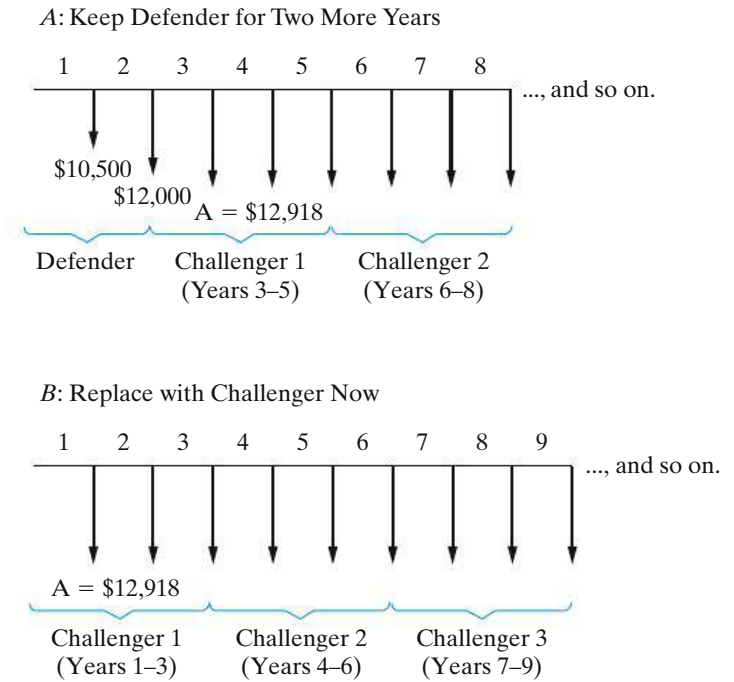 A: Keep Defender for Two More Years
1 2 3 4 5 6 7 8
..., and so on.
$10,500
$12,000
A = $12,918
Defender
Challenger 1
(Years 3–5)
Challenger 2
(Years 6–8)
B: Replace with Challenger Now
1 2 3 4 5 6 7 8 9
..., and so on.
A = $12,918
Challenger 1
(Years 1–3)
Challenger 2
(Years 4–6)
Challenger 3
(Years 7–9)